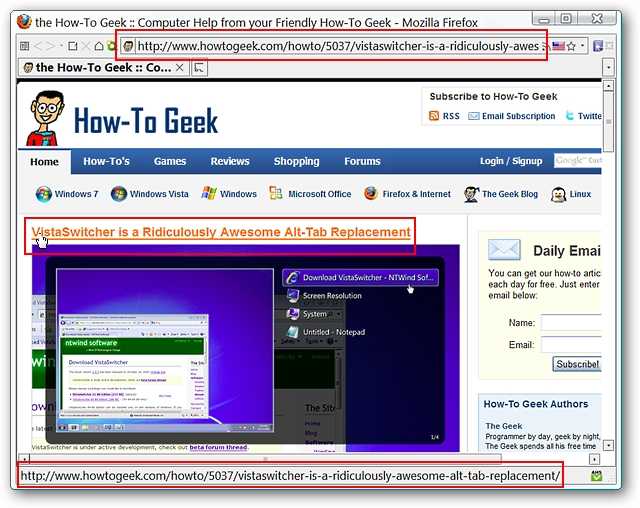 the How-To Geek :: Computer Help from your Friendly How-To Geek - Mozilla Firefox
http://www.howtogeek.com/howto/5037/vistaswitcher-is-a-ridiculously-awes
the How-To Geek :: Co...
How-To Geek
Subscribe to How-To Geek
RSS Email Subscription Twitte
Home How-To's Games Reviews Shopping Forums Login / Signup Google Cus
Windows 7 Windows Vista Windows Microsoft Office Firefox & Internet The Geek Blog Linux
VistaSwitcher is a Ridiculously Awesome Alt-Tab Replacement
Download VistaSwitcher - NTWind Sof...
Screen Resolution
System
Untitled - Notepad
ntwind software
Download VistaSwitcher
The Site
1/4
VistaSwitcher is under active development, check out beta forum thread.
Daily Emai
You can get our how-to artic
each day for free. Just enter
email below:
Name:
Email:
Subscribe!
How-To Geek Authors
The Geek
Programmer by day, geek by night,
The Geek spends all his free time
http://www.howtogeek.com/howto/5037/vistaswitcher-is-a-ridiculously-awesome-alt-tab-replacement/